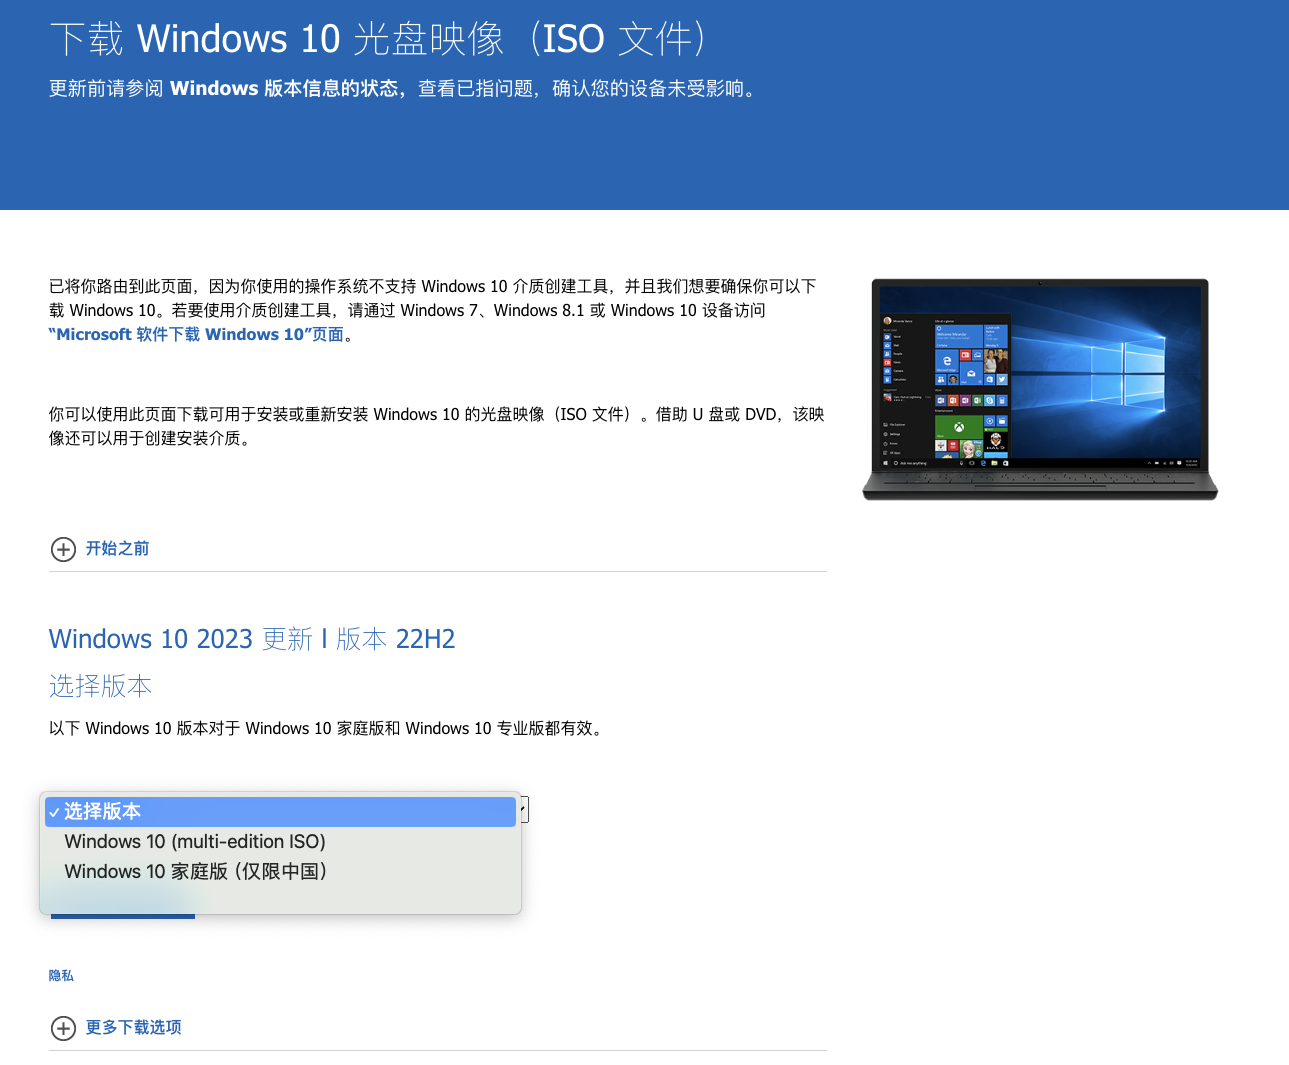 下载 Windows 10 光盘映像（ISO 文件）
更新前请参阅 Windows 版本信息的状态，查看已指问题，确认您的设备未受影响。
已将你路由到此页面，因为你使用的操作系统不支持 Windows 10 介质创建工具，并且我们想要确保你可以下
载 Windows 10。若要使用介质创建工具，请通过 Windows 7、Windows 8.1 或 Windows 10 设备访问
“Microsoft 软件下载 Windows 10”页面。
你可以使用此页面下载可用于安装或重新安装 Windows 10 的光盘映像（ISO 文件）。借助 U 盘或 DVD，该映
像还可以用于创建安装介质。
开始之前
Windows 10 2023 更新 l 版本 22H2
选择版本
以下 Windows 10 版本对于 Windows 10 家庭版和 Windows 10 专业版都有效。
选择版本
Windows 10 (multi-edition ISO)
Windows 10 家庭版 (仅限中国)
隐私
更多下载选项